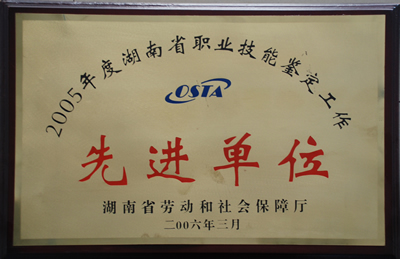 2005年度湖南省职业技能鉴定工作
OSTA
先进单位
湖南省劳动和社会保障厅
二00六年三月